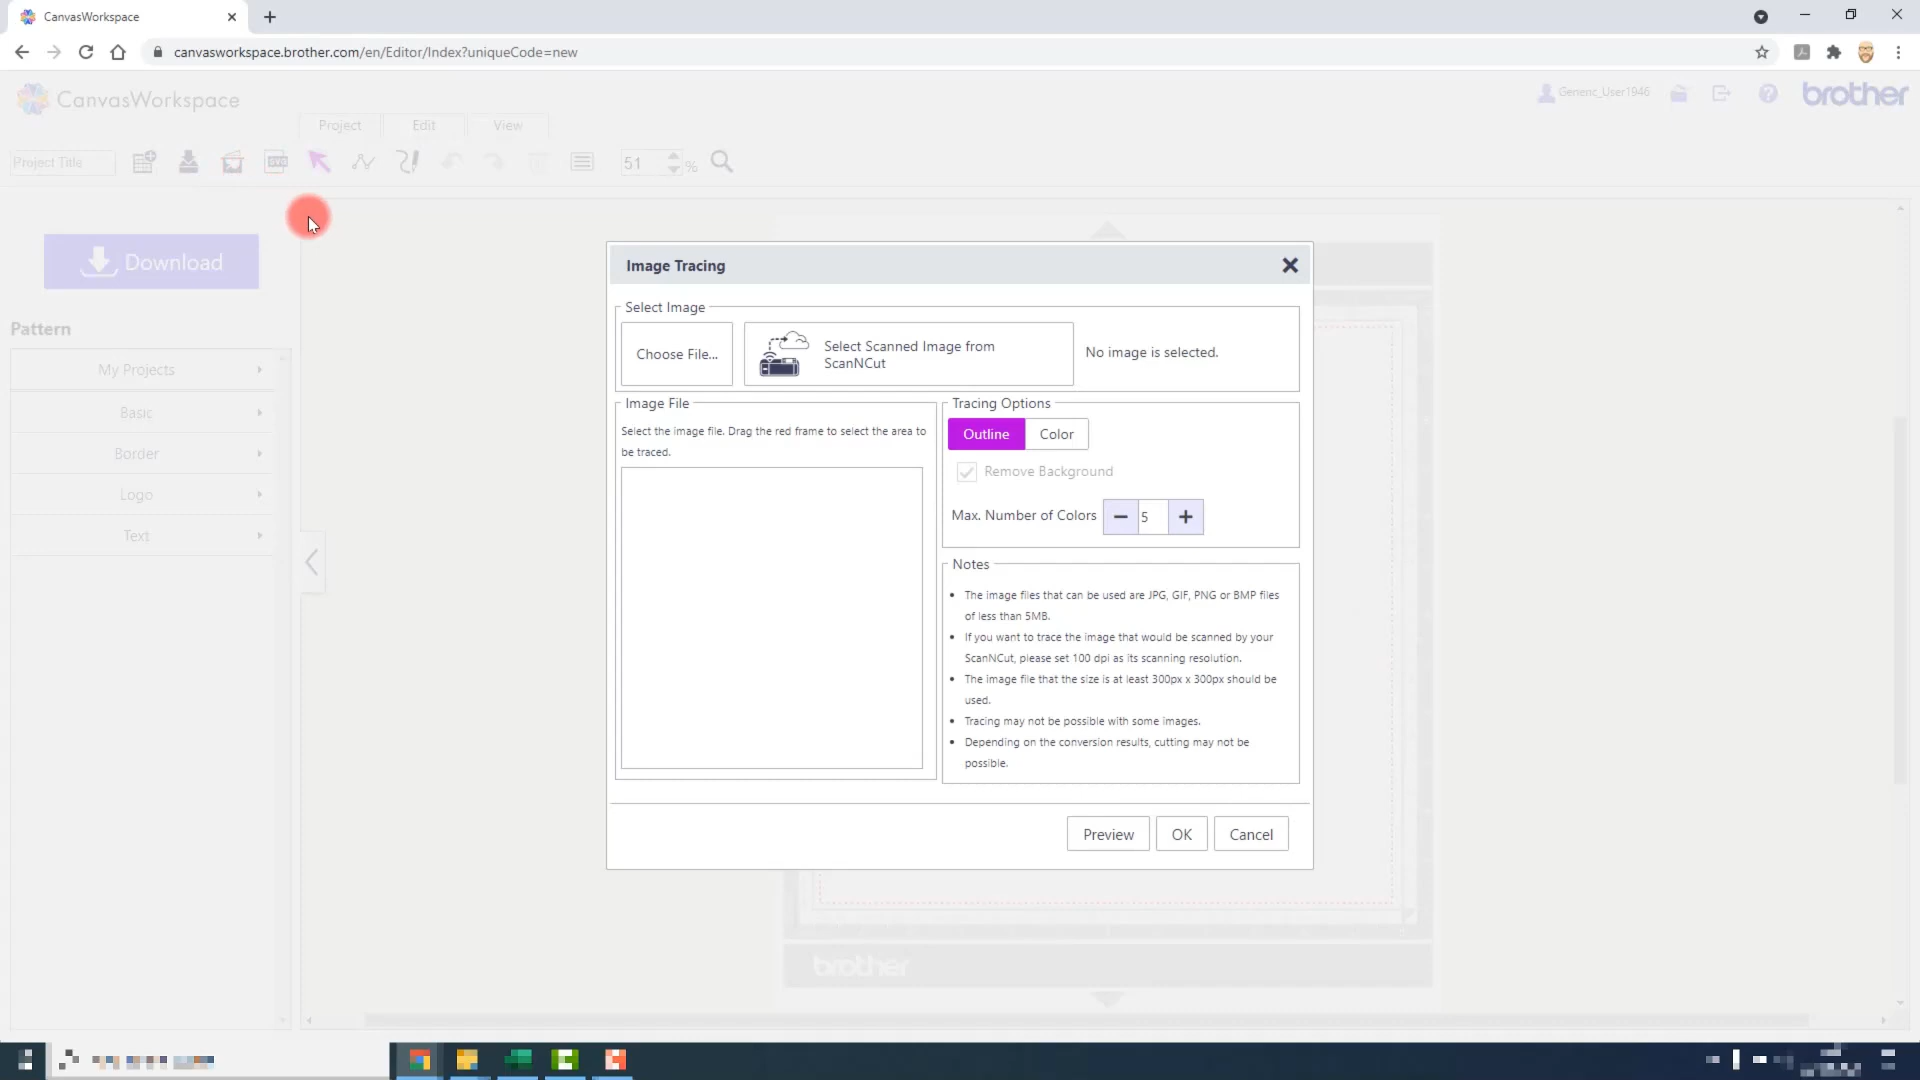 CanvasWorkspace
canvasworkspace.brother.com/en/Editor/Index?uniqueCode=new
CanvasWorkspace
Generic_User1946
brother
Project
Edit
View
Project Title
SVG
51
%
Download
Pattern
My Projects
Basic
Border
Logo
Text
Image Tracing
Select Image
Choose File...
Select Scanned Image from
ScanNCut
No image is selected.
Image File
Select the image file. Drag the red frame to select the area to
be traced.
Tracing Options
Outline
Color
Remove Background
Max. Number of Colors
5
Notes
The image files that can be used are JPG, GIF, PNG or BMP files
of less than 5MB.
If you want to trace the image that would be scanned by your
ScanNCut, please set 100 dpi as its scanning resolution.
The image file that the size is at least 300px x 300px should be
used.
Tracing may not be possible with some images.
Depending on the conversion results, cutting may not be
possible.
Preview
OK
Cancel
brother